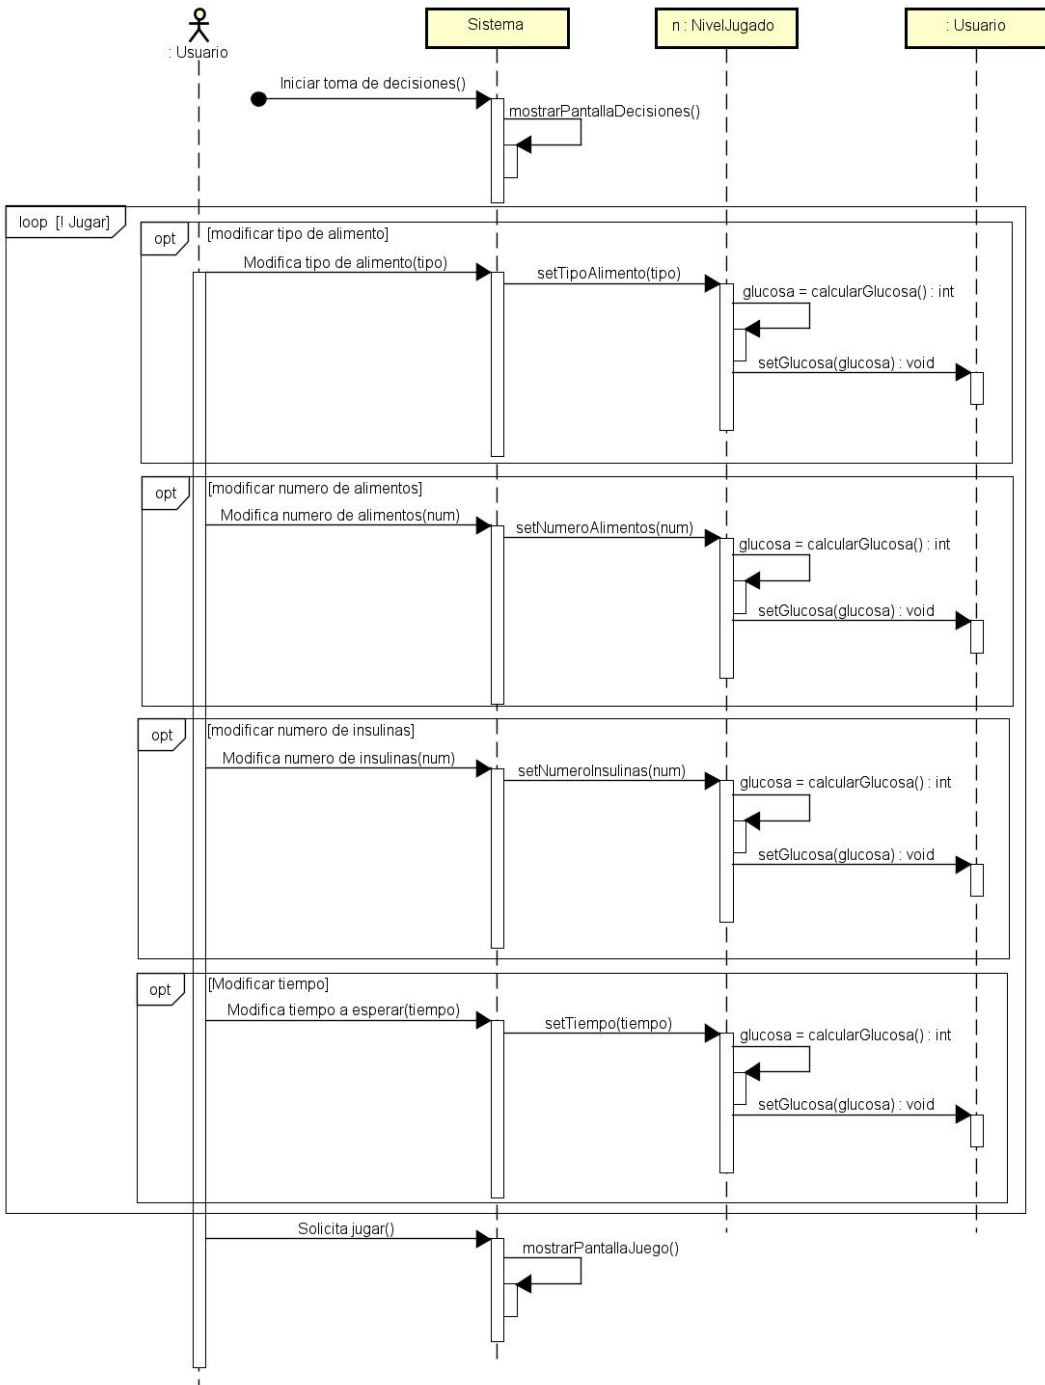 : Usuario
Sistema
n : NivelJugado
: Usuario
Iniciar toma de decisiones()
mostrarPantallaDecisiones()
loop [! Jugar]
opt
[modificar tipo de alimento]
Modifica tipo de alimento(tipo)
setTipoAlimento(tipo)
glucosa = calcularGlucosa() : int
setGlucosa(glucosa) : void
opt
[modificar numero de alimentos]
Modifica numero de alimentos(num)
setNumeroAlimentos(num)
glucosa = calcularGlucosa() : int
setGlucosa(glucosa) : void
opt
[modificar numero de insulinas]
Modifica numero de insulinas(num)
setNumeroInsulinas(num)
glucosa = calcularGlucosa() : int
setGlucosa(glucosa) : void
opt
[Modificar tiempo]
Modifica tiempo a esperar(tiempo)
setTiempo(tiempo)
glucosa = calcularGlucosa() : int
setGlucosa(glucosa) : void
Solicita jugar()
mostrarPantallaJuego()